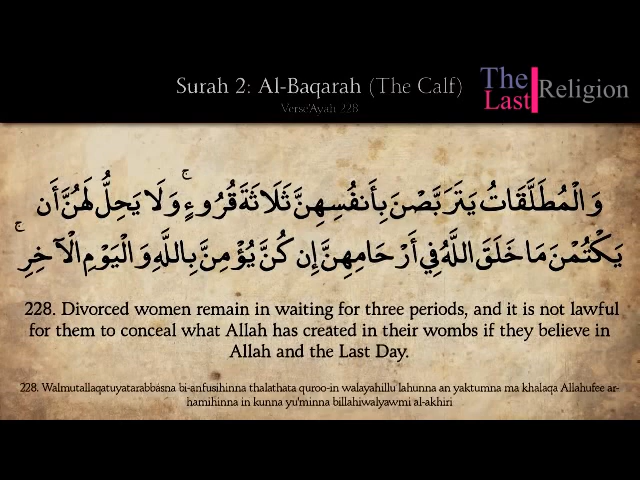 Surah 2: Al-Baqarah (The Calf)
Verse/Ayah 228
The
Last
Religion
وَالْمُطَلَّقَاتُ يَتَرَبَّصْنَ بِأَنفُسِهِنَّ ثَلَاثَةَ قُرُوءٍ ۚ وَلَا يَحِلُّ لَهُنَّ أَن
يَكْتُمْنَ مَا خَلَقَ اللَّهُ فِي أَرْحَامِهِنَّ إِن كُنَّ يُؤْمِنَّ بِاللَّهِ وَالْيَوْمِ الْآخِرِ ۚ
228. Divorced women remain in waiting for three periods, and it is not lawful
for them to conceal what Allah has created in their wombs if they believe in
Allah and the Last Day.
228. Walmutallaqatuyatarabbasna bi-anfusihinna thalathata quroo-in walayahillu lahunna an yaktumna ma khalaqa Allahufee ar-
hamihinna in kunna yu'minna billahiwalyawmi al-akhiri